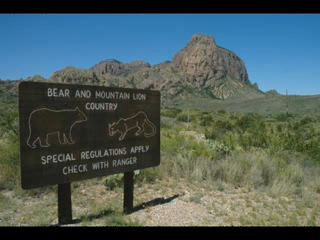 BEAR AND MOUNTAIN LION
COUNTRY
SPECIAL REGULATIONS APPLY
CHECK WITH RANGER